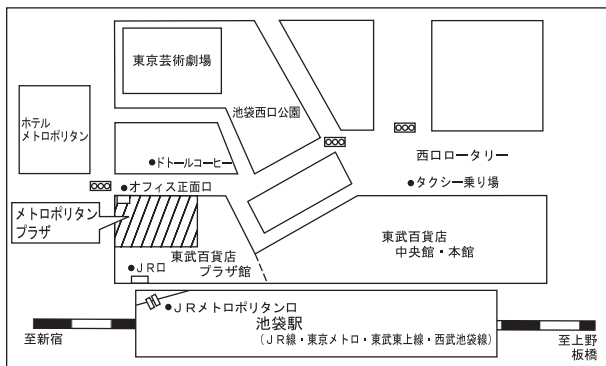 東京芸術劇場
池袋西口公園
ホテル
メトロポリタン
●ドトールコーヒー
西口ロータリー
●オフィス正面口
●タクシー乗り場
メトロポリタン
プラザ
東武百貨店
プラザ館
東武百貨店
中央館・本館
●JR口
●JRメトロポリタン口
池袋駅
(JR線・東京メトロ・東武東上線・西武池袋線)
至新宿
至上野
板橋